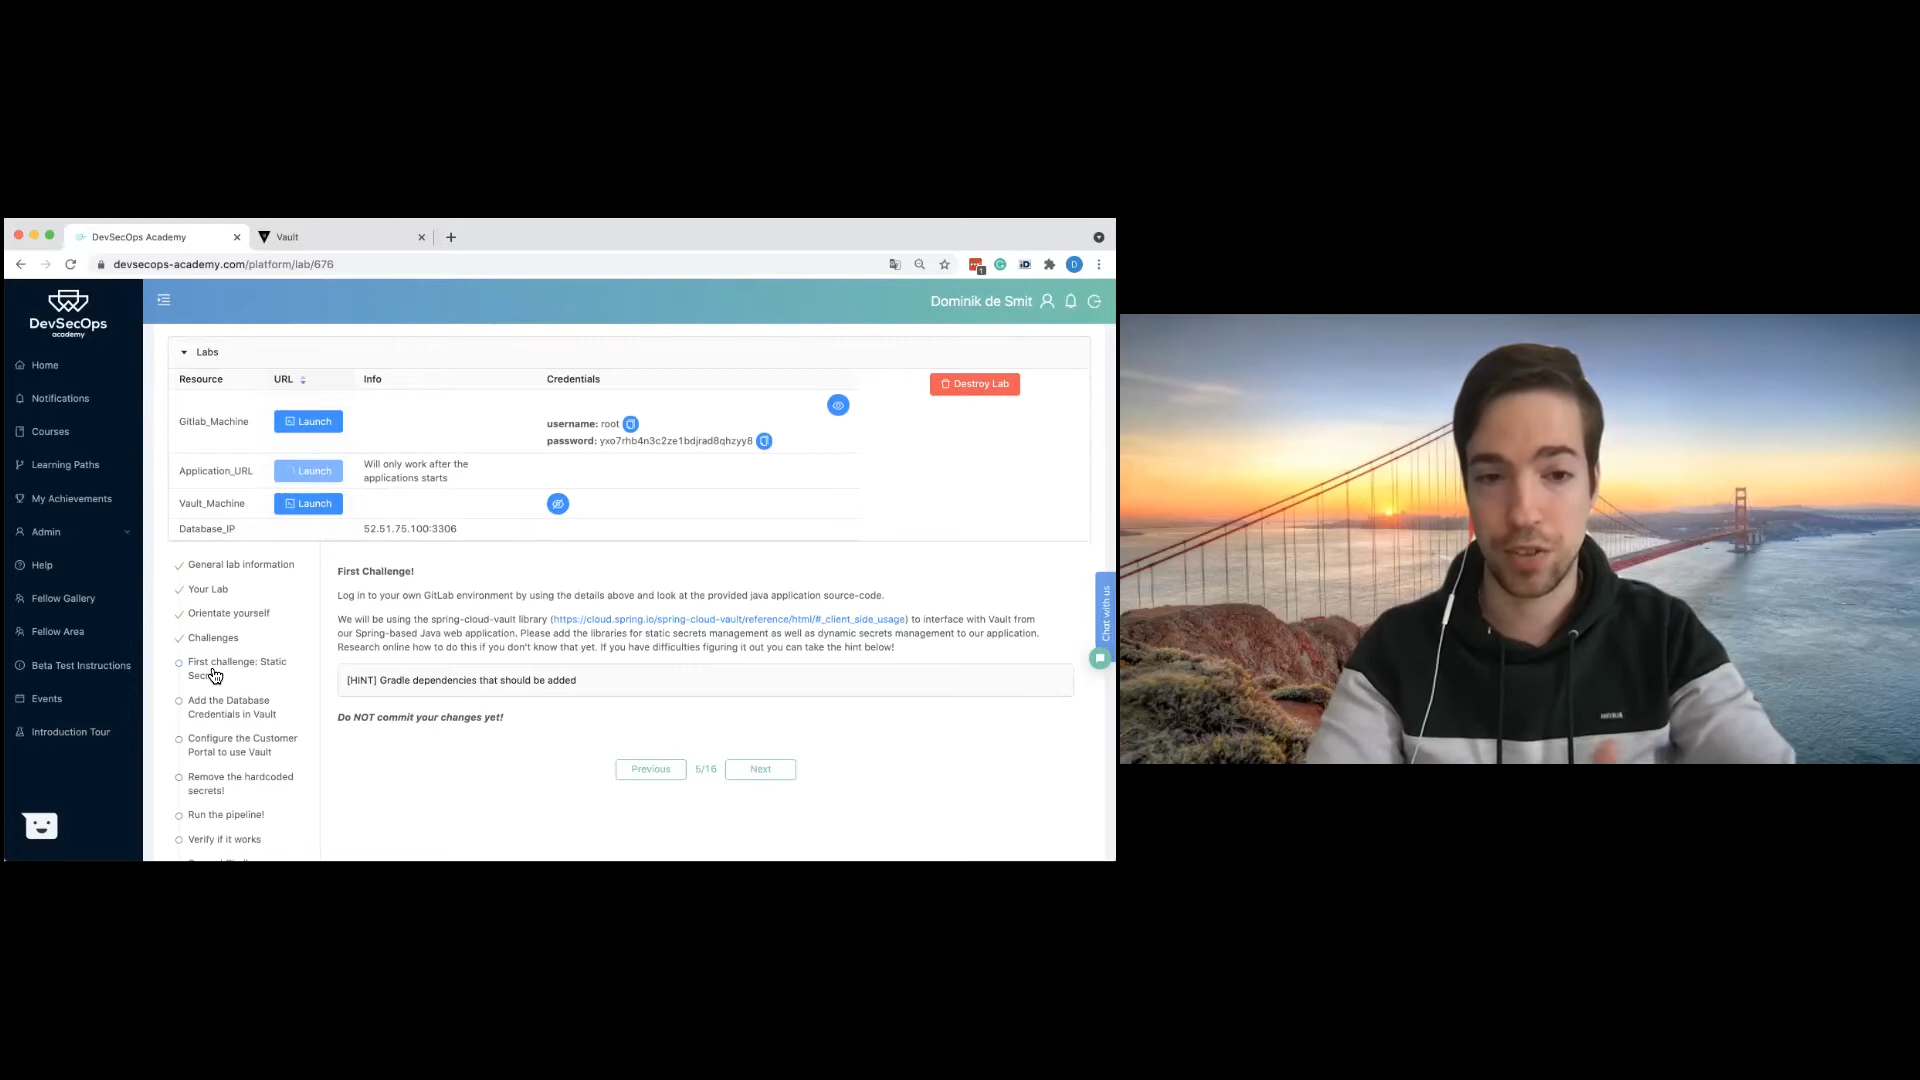 DevSecOps Academy
Vault
devsecops-academy.com/platform/lab/676
1
D
DevSecOps
academy
Dominik de Smit
Home
Notifications
Courses
Learning Paths
My Achievements
Admin
Help
Fellow Gallery
Fellow Area
Beta Test Instructions
Events
Introduction Tour
Labs
Resource URL Info Credentials
Destroy Lab
Gitlab_Machine Launch
username: root
password: yxo7rhb4n3c2ze1bdjrad8qhzyy8
Application_URL Launch
Will only work after the
applications starts
Vault_Machine Launch
Database_IP 52.51.75.100:3306
General lab information
Your Lab
Orientate yourself
Challenges
First challenge: Static
Add the Database
Credentials in Vault
Configure the Customer
Portal to use Vault
Remove the hardcoded
secrets!
Run the pipeline!
Verify if it works
First Challenge!
Log in to your own GitLab environment by using the details above and look at the provided java application source-code.
We will be using the spring-cloud-vault library (https://cloud.spring.io/spring-cloud-vault/reference/html/#_client_side_usage) to interface with Vault from
our Spring-based Java web application. Please add the libraries for static secrets management as well as dynamic secrets management to our application.
Research online how to do this if you don't know that yet. If you have difficulties figuring it out you can take the hint below!
[HINT] Gradle dependencies that should be added
Do NOT commit your changes yet!
Previous 5/16 Next
Chat with us